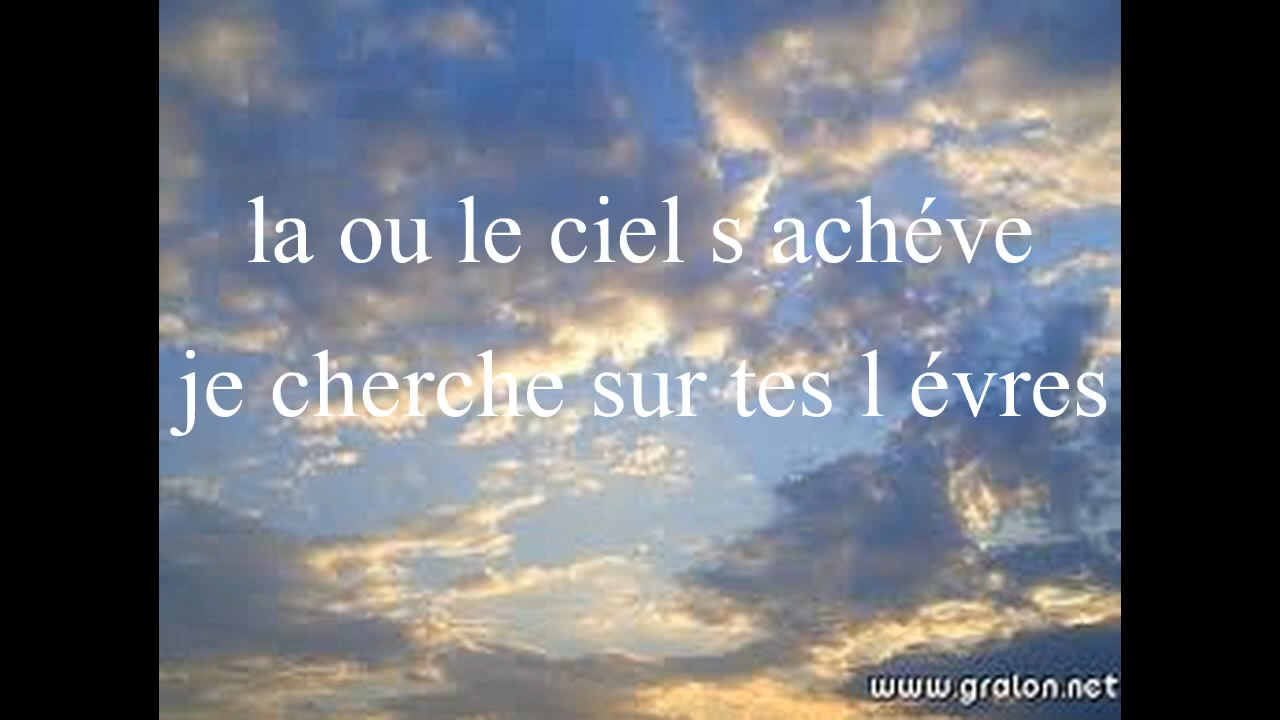 la ou le ciel s achéve
je cherche sur tes l évres
www.gralon.net